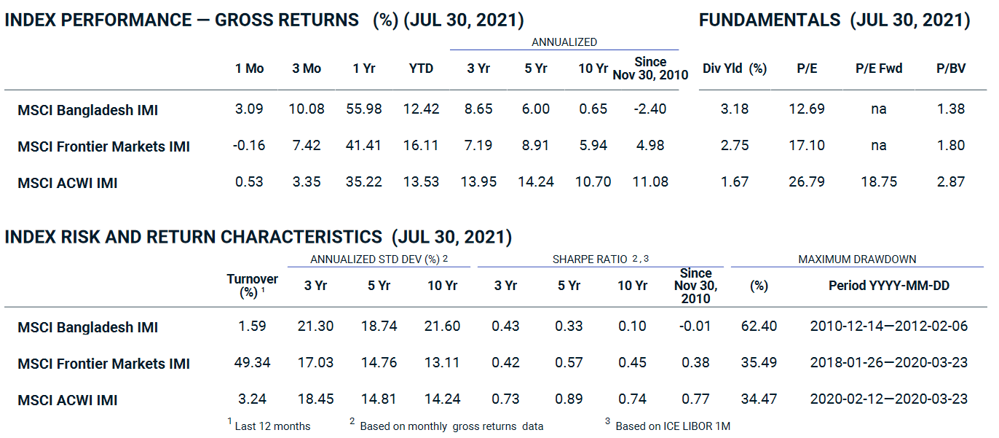 INDEX PERFORMANCE — GROSS RETURNS (%) (JUL 30, 2021) FUNDAMENTALS (JUL 30, 2021)
ANNUALIZED
1 Mo 3 Mo 1 Yr YTD 3 Yr 5 Yr 10 Yr Since Nov 30, 2010 Div Yld (%) P/E P/E Fwd P/BV
MSCI Bangladesh IMI 3.09 10.08 55.98 12.42 8.65 6.00 0.65 -2.40 3.18 12.69 na 1.38
MSCI Frontier Markets IMI -0.16 7.42 41.41 16.11 7.19 8.91 5.94 4.98 2.75 17.10 na 1.80
MSCI ACWI IMI 0.53 3.35 35.22 13.53 13.95 14.24 10.70 11.08 1.67 26.79 18.75 2.87
INDEX RISK AND RETURN CHARACTERISTICS (JUL 30, 2021)
ANNUALIZED STD DEV (%) 2 SHARPE RATIO 2 , 3 MAXIMUM DRAWDOWN
Turnover (%) 1 3 Yr 5 Yr 10 Yr 3 Yr 5 Yr 10 Yr Since Nov 30, 2010 (%) Period YYYY-MM-DD
MSCI Bangladesh IMI 1.59 21.30 18.74 21.60 0.43 0.33 0.10 -0.01 62.40 2010-12-14—2012-02-06
MSCI Frontier Markets IMI 49.34 17.03 14.76 13.11 0.42 0.57 0.45 0.38 35.49 2018-01-26—2020-03-23
MSCI ACWI IMI 3.24 18.45 14.81 14.24 0.73 0.89 0.74 0.77 34.47 2020-02-12—2020-03-23
1 Last 12 months 2 Based on monthly gross returns data 3 Based on ICE LIBOR 1M